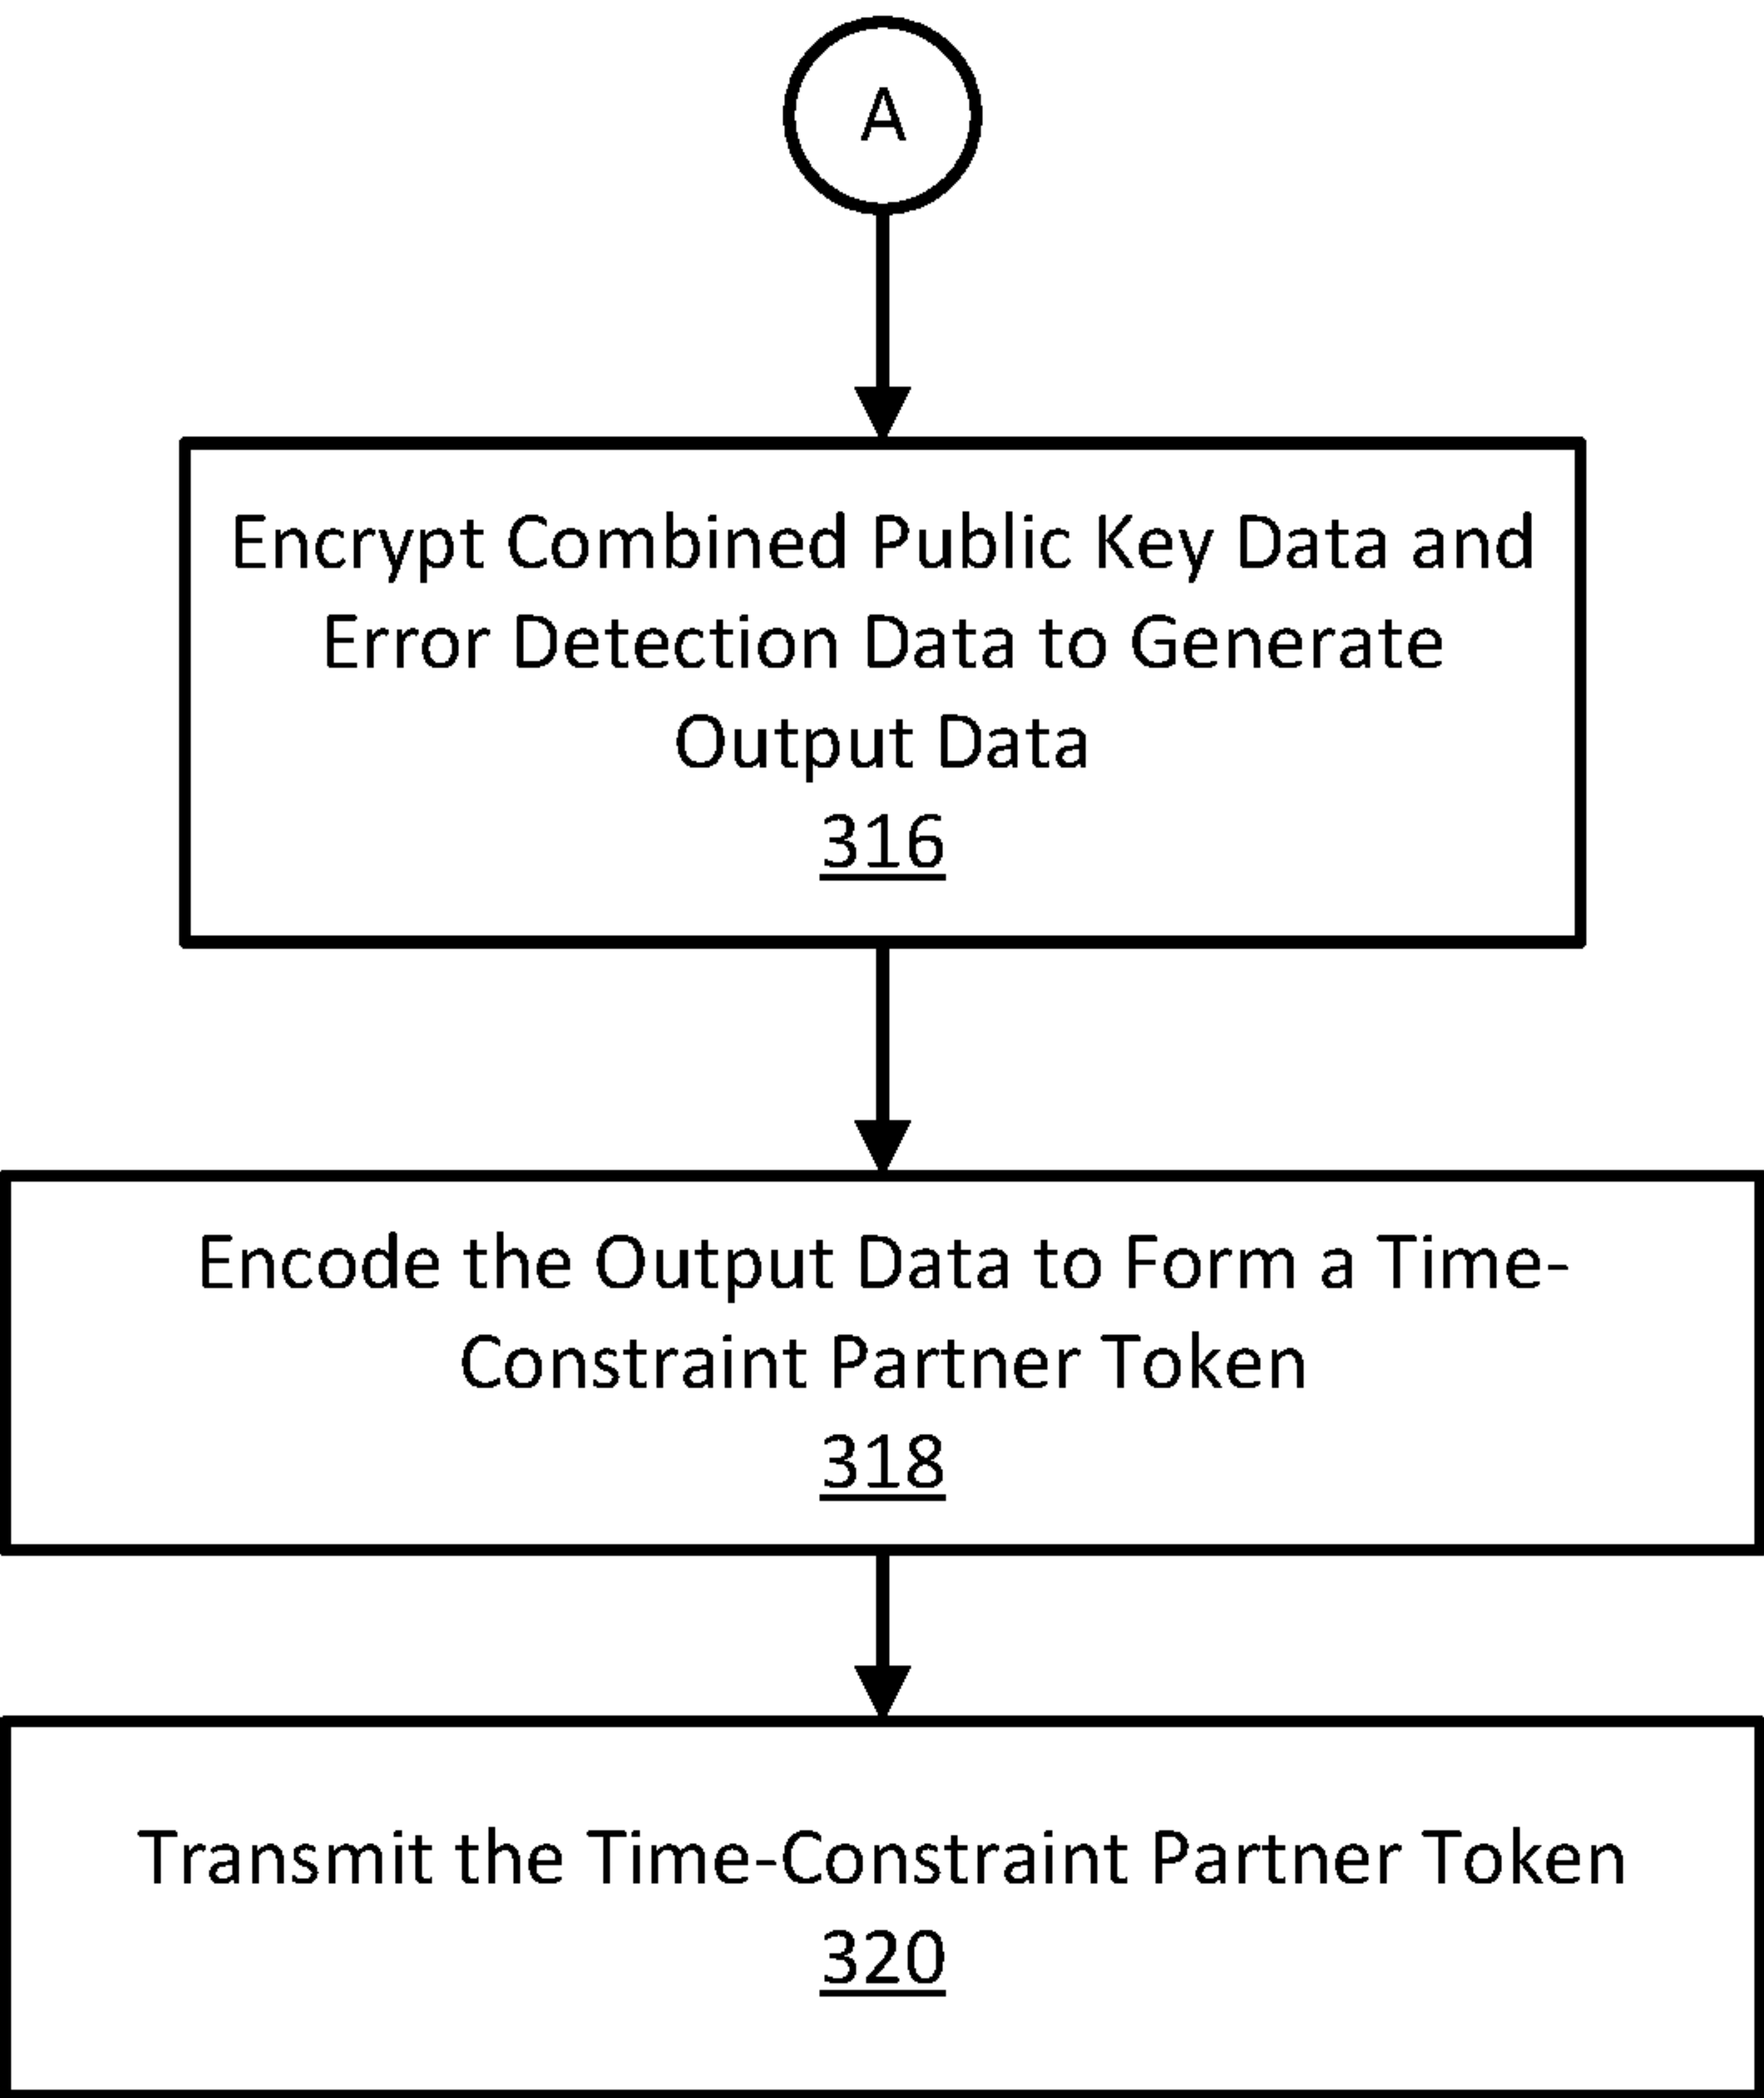 A
Encrypt Combined Public Key Data and
Error Detection Data to Generate
Output Data
316
Encode the Output Data to Form a Time-
Constraint Partner Token
318
Transmit the Time-Constraint Partner Token
320